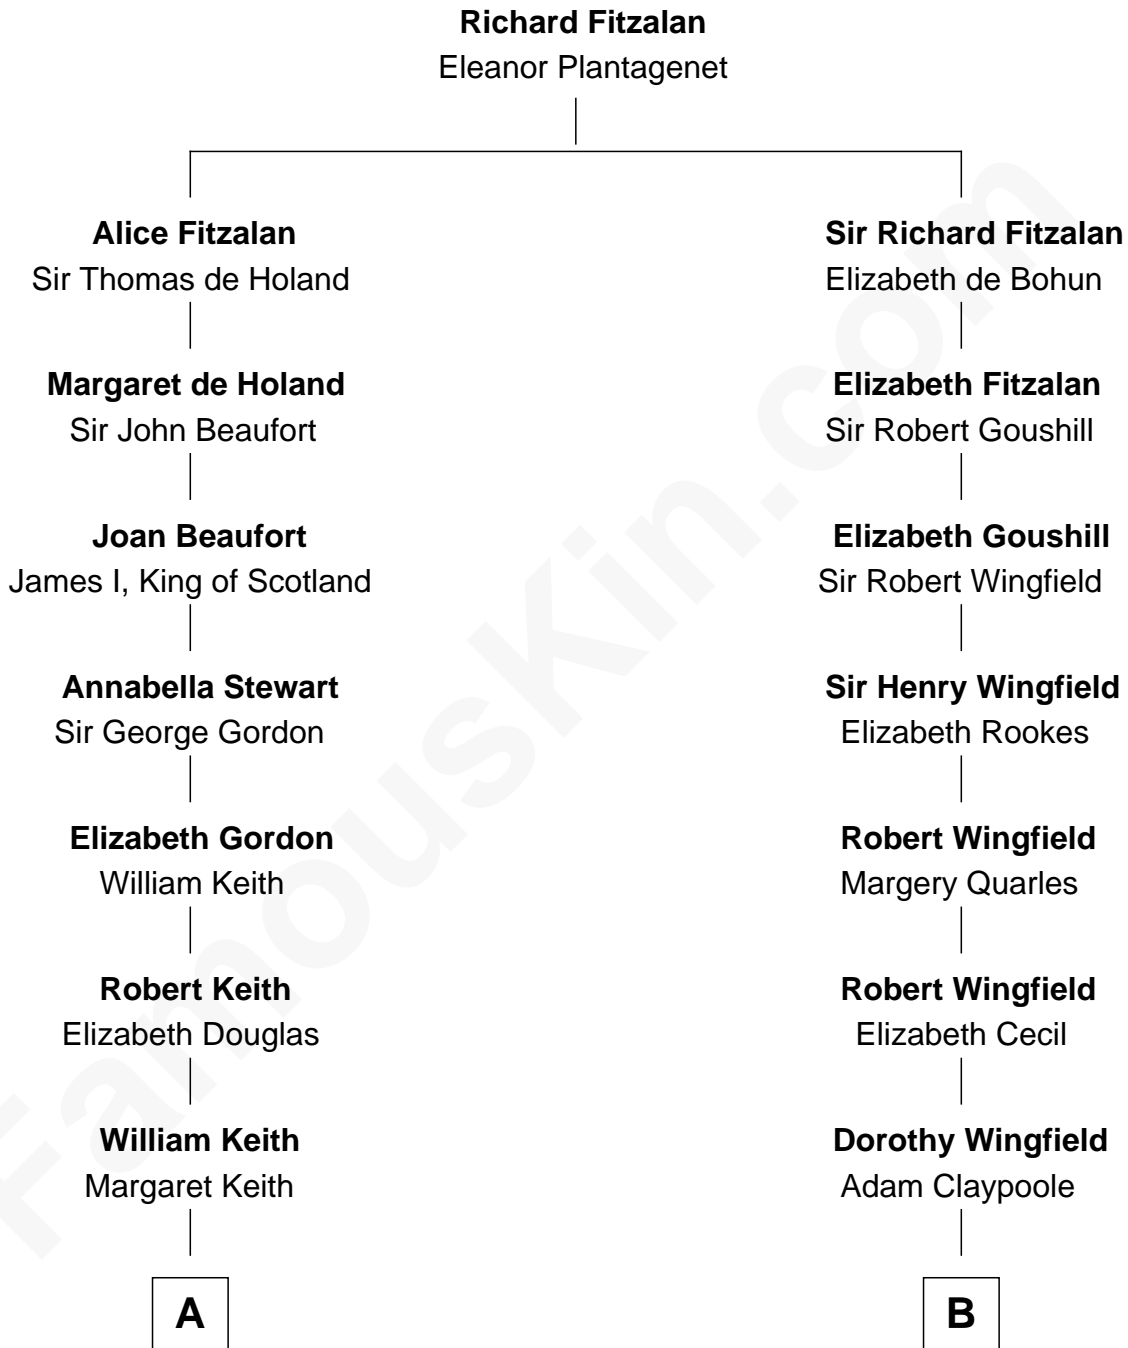 Richard Fitzalan
Eleanor Plantagenet
Alice Fitzalan
Sir Thomas de Holand
Sir Richard Fitzalan
Elizabeth de Bohun
Margaret de Holand
Sir John Beaufort
Elizabeth Fitzalan
Sir Robert Goushill
Joan Beaufort
James I, King of Scotland
Elizabeth Goushill
Sir Robert Wingfield
Annabella Stewart
Sir George Gordon
Sir Henry Wingfield
Elizabeth Rookes
Elizabeth Gordon
William Keith
Robert Wingfield
Margery Quarles
Robert Keith
Elizabeth Douglas
Robert Wingfield
Elizabeth Cecil
William Keith
Margaret Keith
Dorothy Wingfield
Adam Claypoole
A
B
FamousKin.com